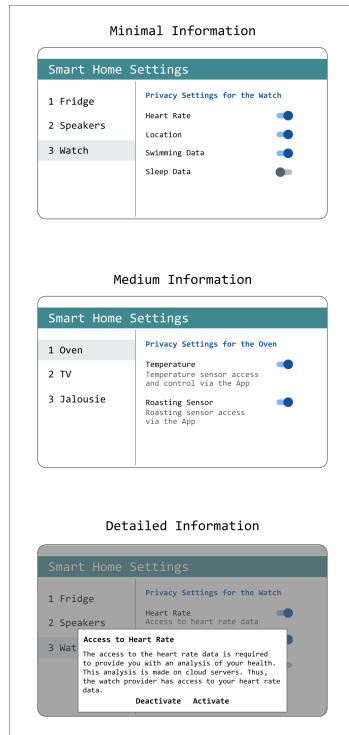 Minimal Information
Smart Home Settings
1 Fridge
2 Speakers
3 Watch
Privacy Settings for the Watch
Heart Rate
Location
Swimming Data
Sleep Data
Medium Information
Smart Home Settings
1 Oven
2 TV
3 Jalousie
Privacy Settings for the Oven
Temperature
Temperature sensor access
and control via the App
Roasting Sensor
Roasting sensor access
via the App
Detailed Information
Smart Home Settings
1 Fridge
2 Speakers
3 Wat
Privacy Settings for the Watch
Heart Rate
Access to heart rate data
Access to Heart Rate
The access to the heart rate data is required
to provide you with an analysis of your health.
This analysis is made on cloud servers. Thus,
the watch provider has access to your heart rate
data.
Deactivate Activate